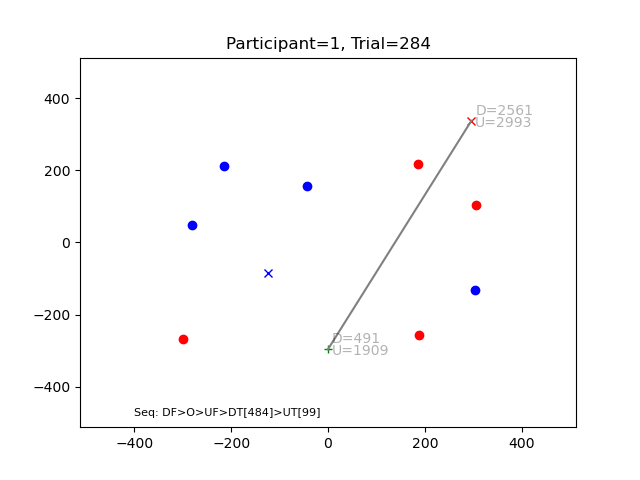 Participant=1, Trial=284
400
200
0
−200
−400
D=2561
U=2993
D=491
U=1909
Seq: DF>O>UF>DT[484]>UT[99]
−400
−200
0
200
400